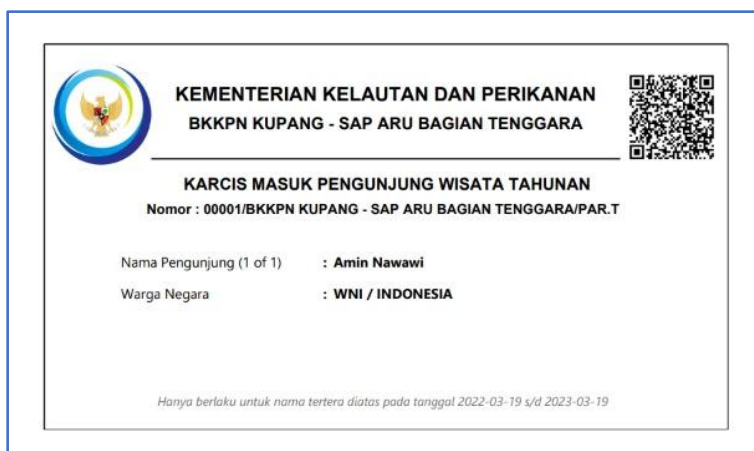 KEMENTERIAN KELAUTAN DAN PERIKANAN
BKKPN KUPANG - SAP ARU BAGIAN TENGGARA
KARCIS MASUK PENGUNJUNG WISATA TAHUNAN
Nomor : 00001/BKKPN KUPANG - SAP ARU BAGIAN TENGGARA/PAR.T
Nama Pengunjung (1 of 1) : Amin Nawawi
Warga Negara : WNI / INDONESIA
Hanya berlaku untuk nama tertera diatas pada tanggal 2022-03-19 s/d 2023-03-19